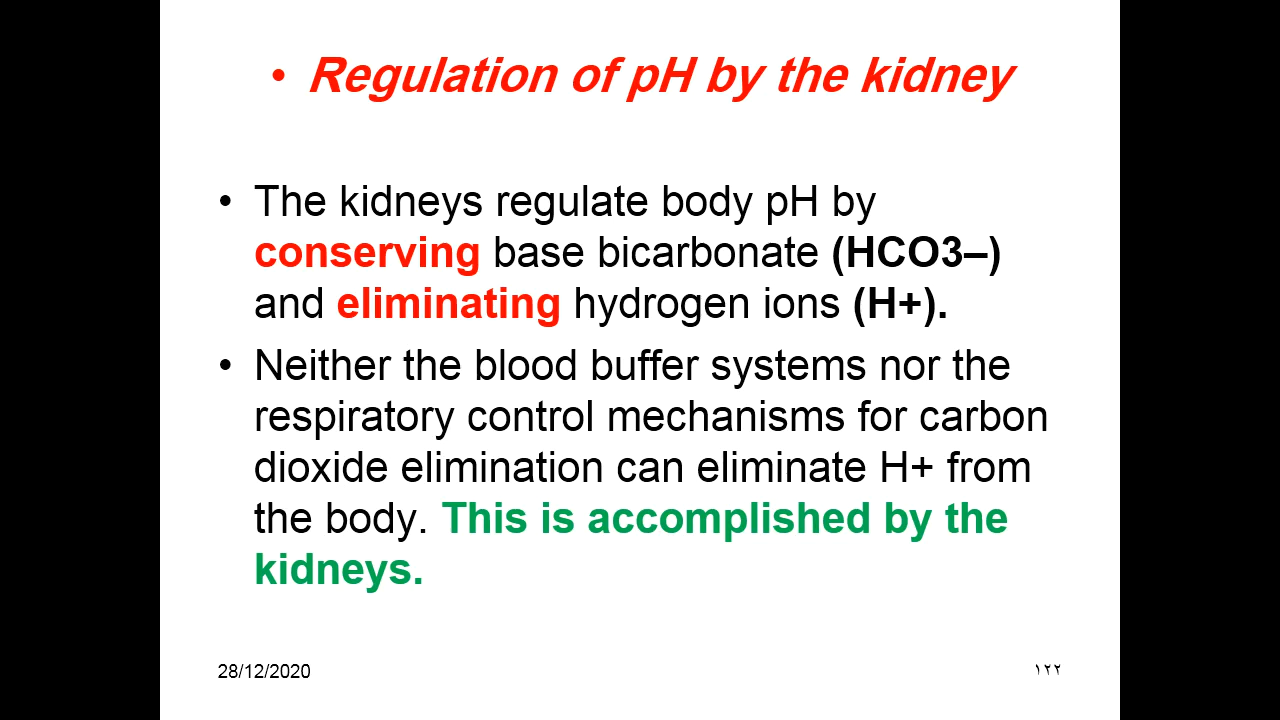 • Regulation of pH by the kidney
• The kidneys regulate body pH by
conserving base bicarbonate (HCO3–)
and eliminating hydrogen ions (H+).
• Neither the blood buffer systems nor the
respiratory control mechanisms for carbon
dioxide elimination can eliminate H+ from
the body. This is accomplished by the
kidneys.
28/12/2020
١٢٢